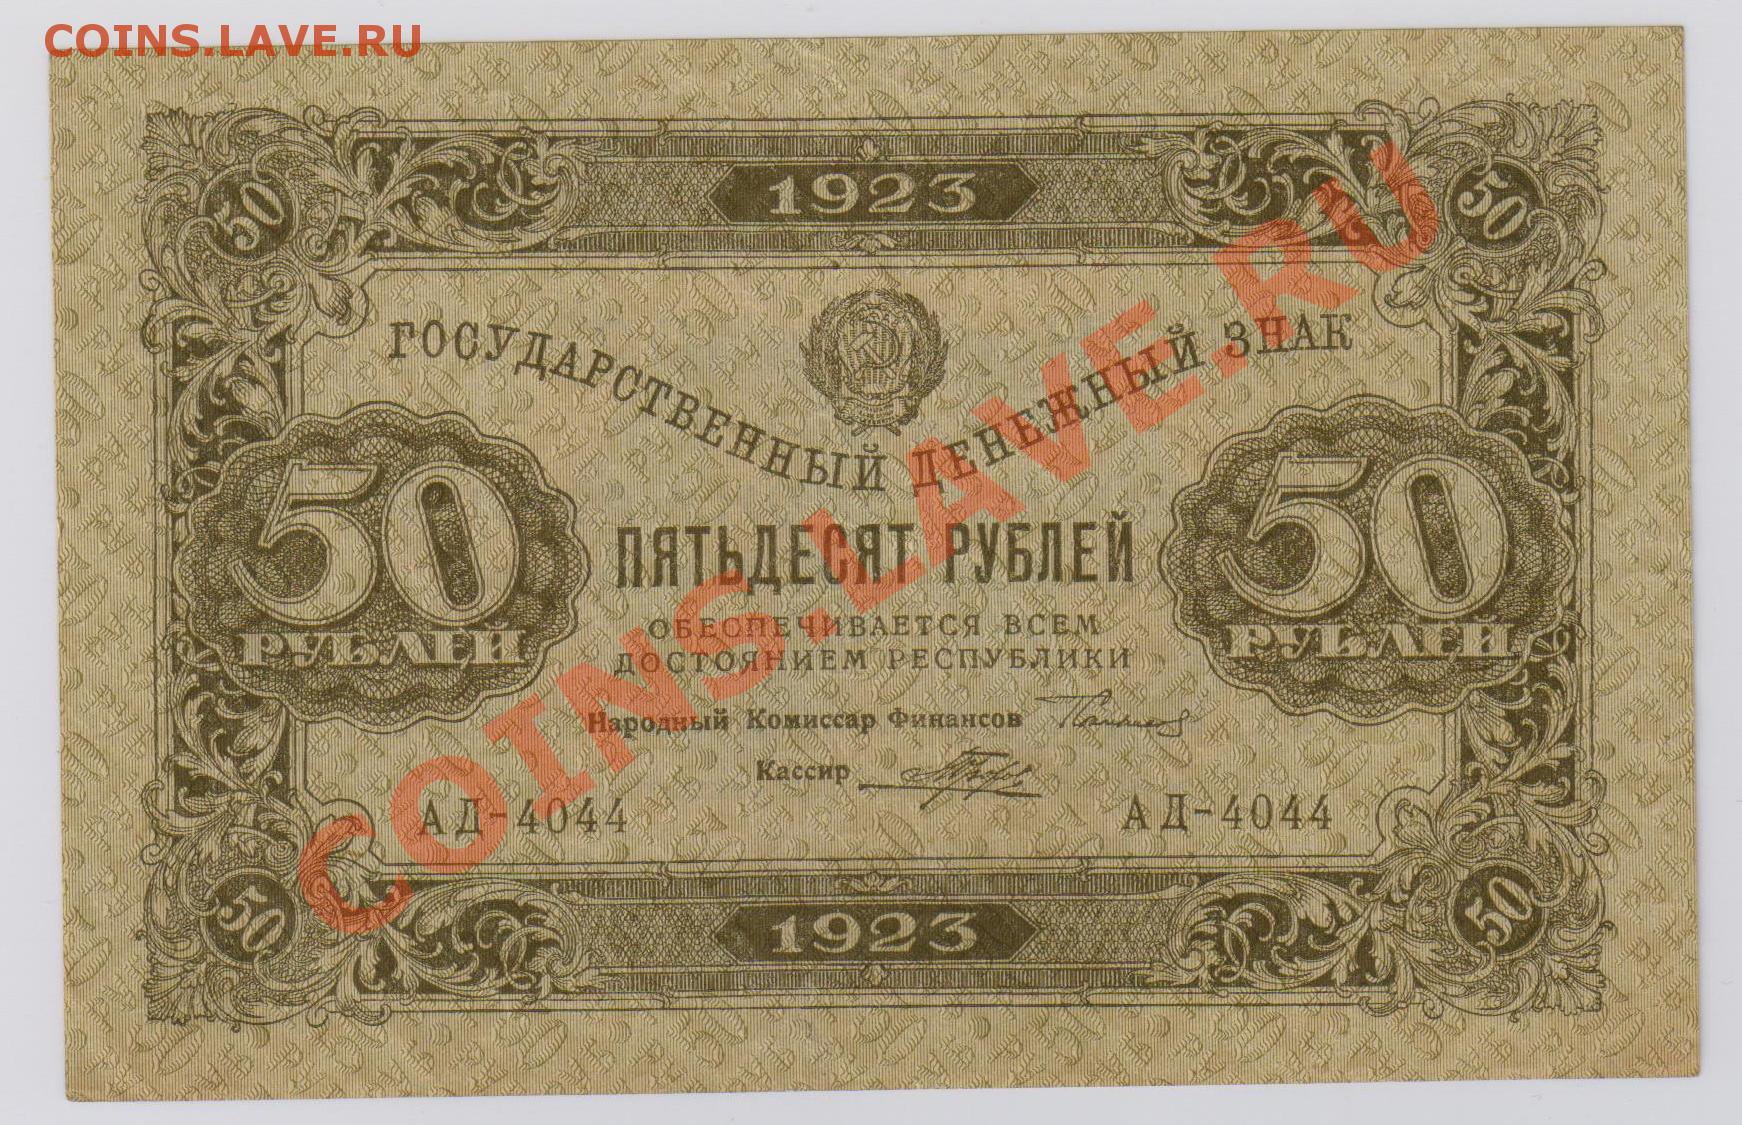 COINS.LAVE.RU
50 1923 50
ГОСУДАРСТВЕННЫЙ ДЕНЕЖНЫЙ ЗНАК
50 РУБЛЕЙ
ПЯТЬДЕСЯТ РУБЛЕЙ
50 РУБЛЕЙ
ОБЕСПЕЧИВАЕТСЯ ВСЕМ
ДОСТОЯНИЕМ РЕСПУБЛИКИ
Народный Комиссар Финансов
Кассир
АД-4044 АД-4044
50 1923 50
COINS.LAVE.RU